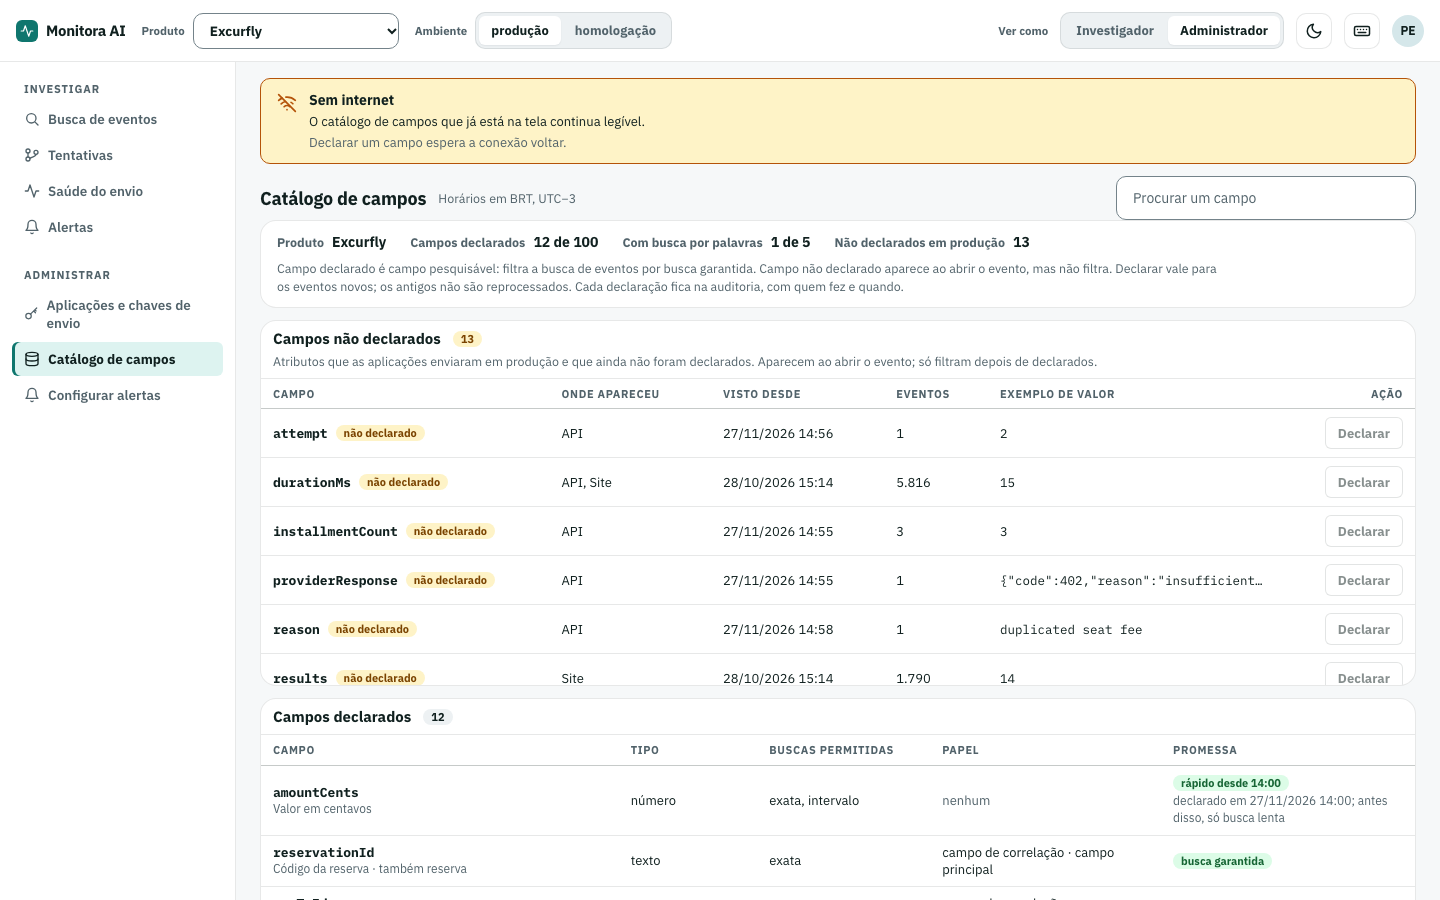 Monitora AI
Produto
Excurfly
Ambiente
produção
homologação
Ver como
Investigador
Administrador
PE
INVESTIGAR
Busca de eventos
Tentativas
Saúde do envio
Alertas
ADMINISTRAR
Aplicações e chaves de
envio
Catálogo de campos
Configurar alertas
Sem internet
O catálogo de campos que já está na tela continua legível.
Declarar um campo espera a conexão voltar.
Catálogo de campos
Horários em BRT, UTC−3
Procurar um campo
Produto Excurfly Campos declarados 12 de 100 Com busca por palavras 1 de 5 Não declarados em produção 13
Campo declarado é campo pesquisável: filtra a busca de eventos por busca garantida. Campo não declarado aparece ao abrir o evento, mas não filtra. Declarar vale para
os eventos novos; os antigos não são reprocessados. Cada declaração fica na auditoria, com quem fez e quando.
Campos não declarados 13
Atributos que as aplicações enviaram em produção e que ainda não foram declarados. Aparecem ao abrir o evento; só filtram depois de declarados.
CAMPO ONDE APARECEU VISTO DESDE EVENTOS EXEMPLO DE VALOR AÇÃO
attempt não declarado API 27/11/2026 14:56 1 2 Declarar
durationMs não declarado API, Site 28/10/2026 15:14 5.816 15 Declarar
installmentCount não declarado API 27/11/2026 14:55 3 3 Declarar
providerResponse não declarado API 27/11/2026 14:55 1 {"code":402,"reason":"insufficient… Declarar
reason não declarado API 27/11/2026 14:58 1 duplicated seat fee Declarar
results não declarado Site 28/10/2026 15:14 1.790 14 Declarar
Campos declarados 12
CAMPO TIPO BUSCAS PERMITIDAS PAPEL PROMESSA
amountCents
Valor em centavos
número
exata, intervalo
nenhum
rápido desde 14:00
declarado em 27/11/2026 14:00; antes
disso, só busca lenta
reservationId
Código da reserva · também reserva
texto
exata
campo de correlação · campo
principal
busca garantida